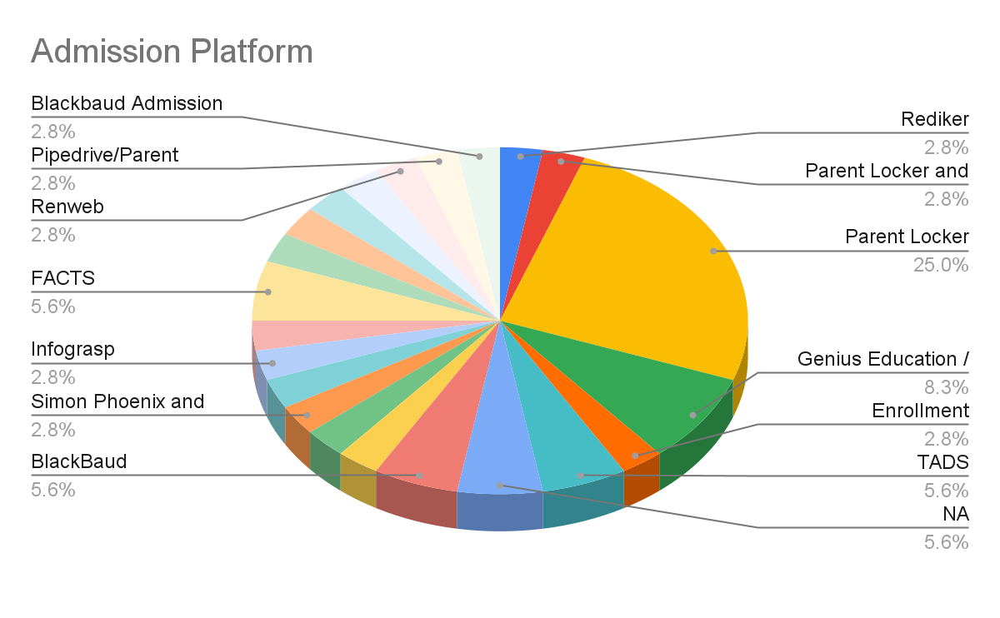 Admission Platform
Blackbaud Admission
2.8%
Pipedrive/Parent
2.8%
Renweb
2.8%
FACTS
5.6%
Infograsp
2.8%
Simon Phoenix and
2.8%
BlackBaud
5.6%
Rediker
2.8%
Parent Locker and
2.8%
Parent Locker
25.0%
Genius Education /
8.3%
Enrollment
2.8%
TADS
5.6%
NA
5.6%